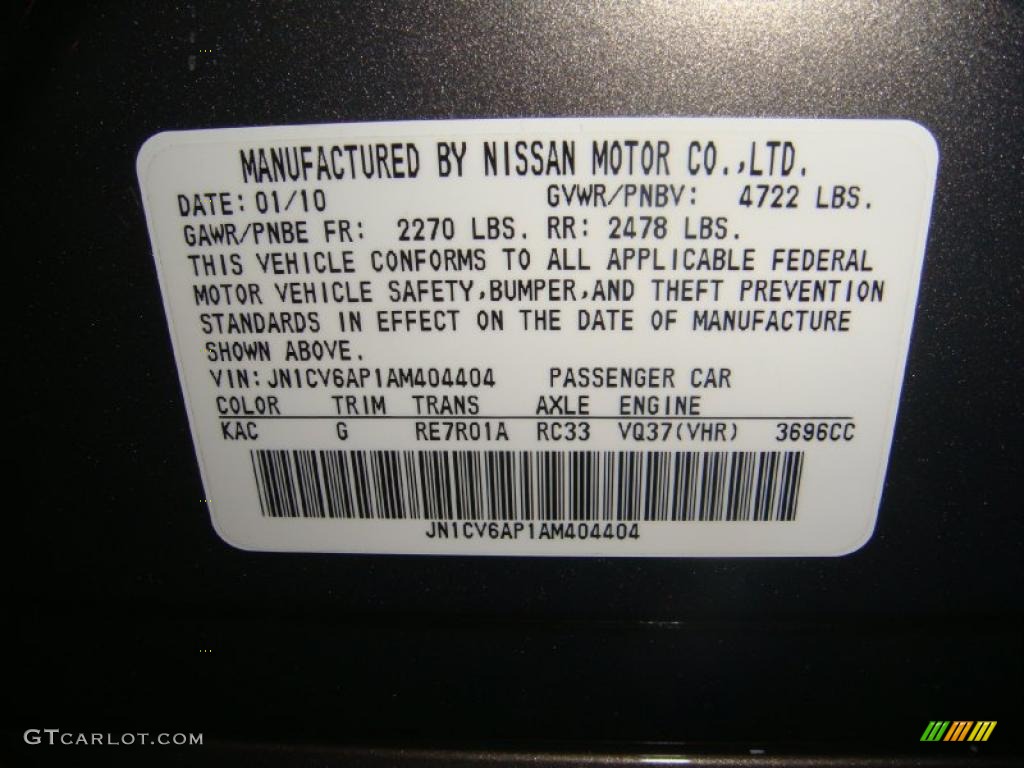 MANUFACTURED BY NISSAN MOTOR CO.,LTD.
DATE: 01/10 GVWR/PNBV: 4722 LBS.
GAWR/PNBE FR: 2270 LBS. RR: 2478 LBS.
THIS VEHICLE CONFORMS TO ALL APPLICABLE FEDERAL
MOTOR VEHICLE SAFETY,BUMPER,AND THEFT PREVENTION
STANDARDS IN EFFECT ON THE DATE OF MANUFACTURE
SHOWN ABOVE.
VIN: JN1CV6AP1AM404404 PASSENGER CAR
COLOR TRIM TRANS AXLE ENGINE
KAC G RE7R01A RC33 VQ37(VHR) 3696CC
JN1CV6AP1AM404404
GTCARLOT.COM